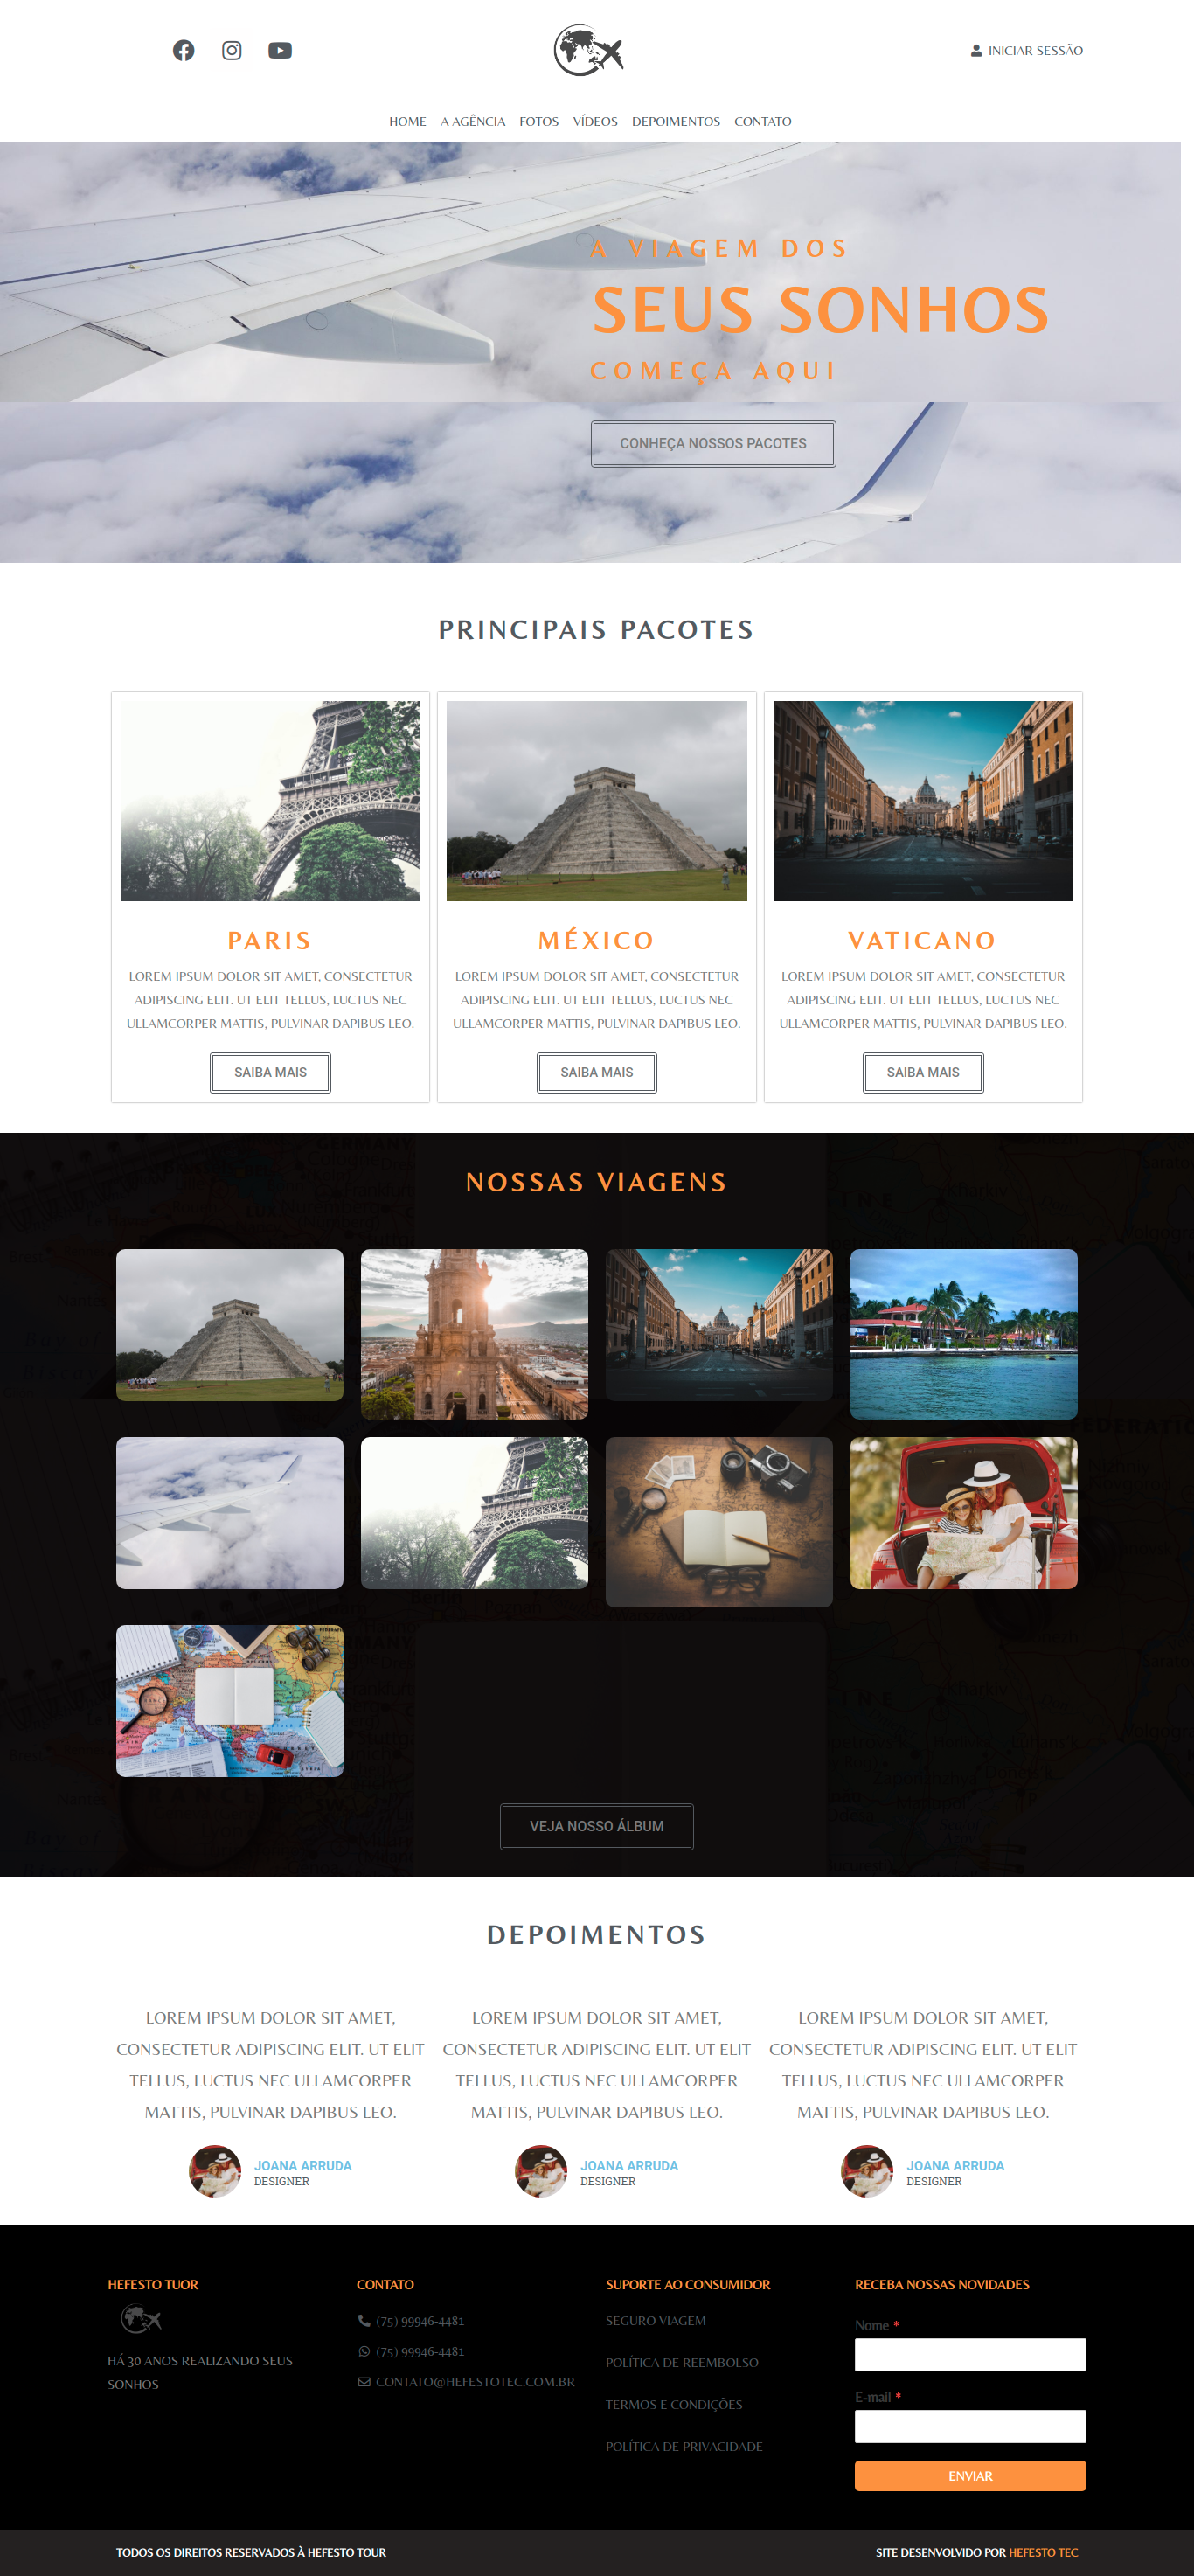 INICIAR SESSÃO
HOME A AGÊNCIA FOTOS VÍDEOS DEPOIMENTOS CONTATO
A VIAGEM DOS
SEUS SONHOS
COMEÇA AQUI
CONHEÇA NOSSOS PACOTES
PRINCIPAIS PACOTES
PARIS
LOREM IPSUM DOLOR SIT AMET, CONSECTETUR
ADIPISCING ELIT. UT ELIT TELLUS, LUCTUS NEC
ULLAMCORPER MATTIS, PULVINAR DAPIBUS LEO.
SAIBA MAIS
MÉXICO
LOREM IPSUM DOLOR SIT AMET, CONSECTETUR
ADIPISCING ELIT. UT ELIT TELLUS, LUCTUS NEC
ULLAMCORPER MATTIS, PULVINAR DAPIBUS LEO.
SAIBA MAIS
VATICANO
LOREM IPSUM DOLOR SIT AMET, CONSECTETUR
ADIPISCING ELIT. UT ELIT TELLUS, LUCTUS NEC
ULLAMCORPER MATTIS, PULVINAR DAPIBUS LEO.
SAIBA MAIS
NOSSAS VIAGENS
VEJA NOSSO ÁLBUM
DEPOIMENTOS
LOREM IPSUM DOLOR SIT AMET,
CONSECTETUR ADIPISCING ELIT. UT ELIT
TELLUS, LUCTUS NEC ULLAMCORPER
MATTIS, PULVINAR DAPIBUS LEO.
JOANA ARRUDA
DESIGNER
LOREM IPSUM DOLOR SIT AMET,
CONSECTETUR ADIPISCING ELIT. UT ELIT
TELLUS, LUCTUS NEC ULLAMCORPER
MATTIS, PULVINAR DAPIBUS LEO.
JOANA ARRUDA
DESIGNER
LOREM IPSUM DOLOR SIT AMET,
CONSECTETUR ADIPISCING ELIT. UT ELIT
TELLUS, LUCTUS NEC ULLAMCORPER
MATTIS, PULVINAR DAPIBUS LEO.
JOANA ARRUDA
DESIGNER
HEFESTO TUOR
HÁ 30 ANOS REALIZANDO SEUS
SONHOS
CONTATO
(75) 99946-4481
(75) 99946-4481
CONTATO@HEFESTOTEC.COM.BR
SUPORTE AO CONSUMIDOR
SEGURO VIAGEM
POLÍTICA DE REEMBOLSO
TERMOS E CONDIÇÕES
POLÍTICA DE PRIVACIDADE
RECEBA NOSSAS NOVIDADES
Nome *
E-mail *
ENVIAR
TODOS OS DIREITOS RESERVADOS À HEFESTO TOUR
SITE DESENVOLVIDO POR HEFESTO TEC